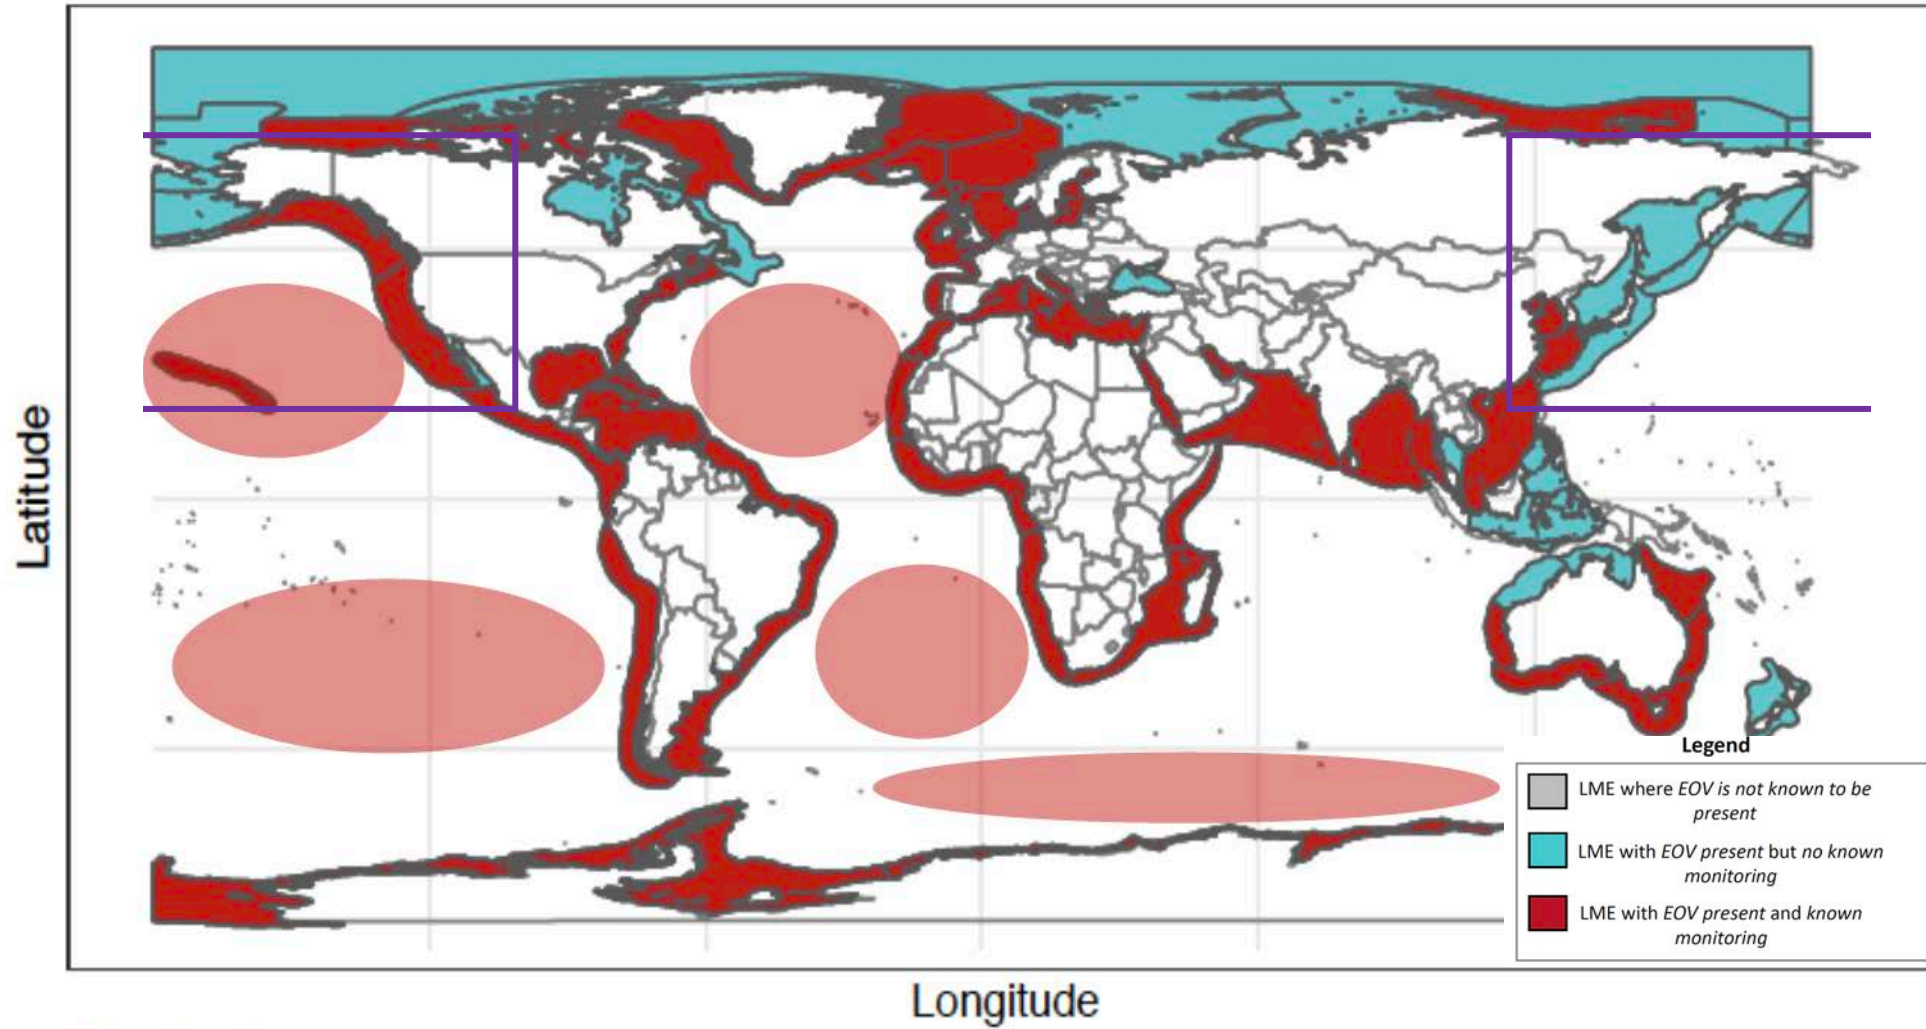 Latitude
Legend
LME where EOV is not known to be
present
LME with EOV present but no known
monitoring
LME with EOV present and known
monitoring
Longitude